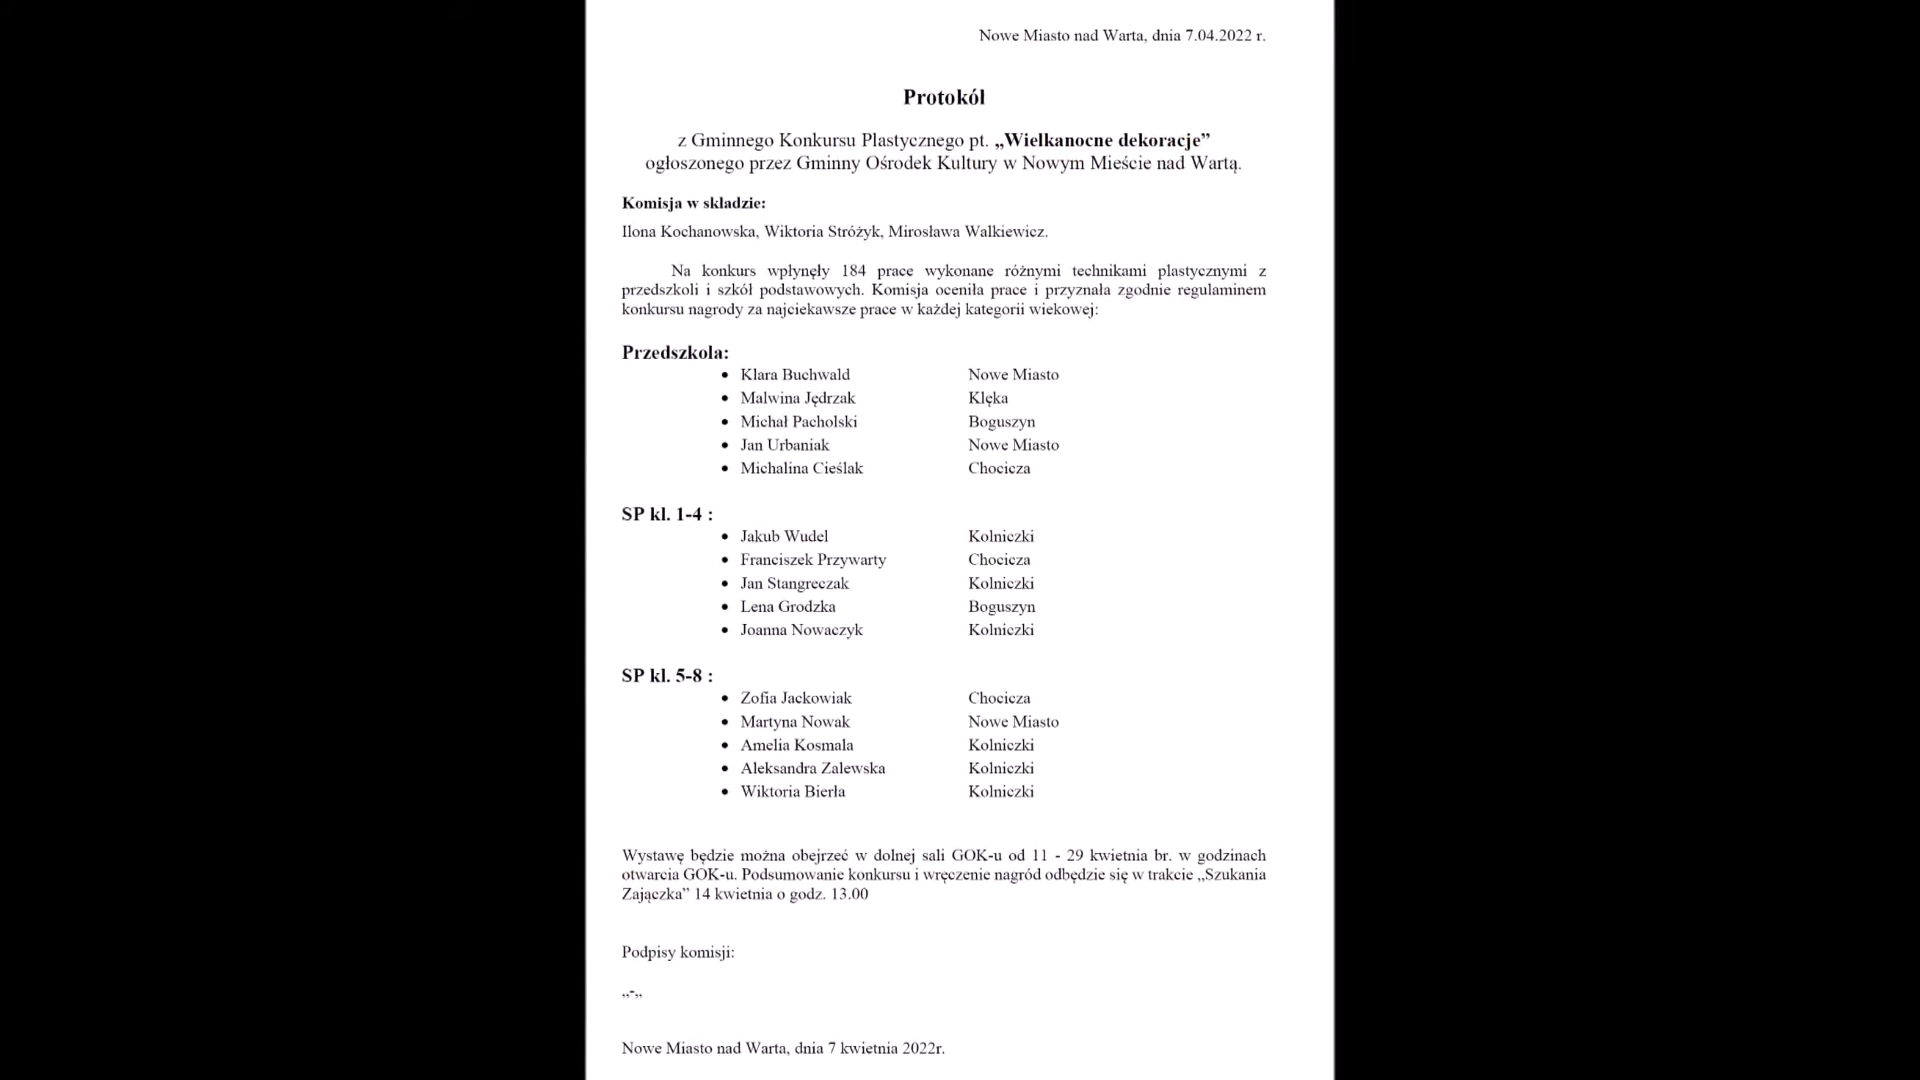 Nowe Miasto nad Warta, dnia 7.04.2022 r.
Protokół
z Gminnego Konkursu Plastycznego pt. „Wielkanocne dekoracje”
ogłoszonego przez Gminny Ośrodek Kultury w Nowym Mieście nad Wartą.
Komisja w składzie:
Ilona Kochanowska, Wiktoria Stróżyk, Mirosława Walkiewicz.
Na konkurs wpłynęły 184 prace wykonane różnymi technikami plastycznymi z
przedszkoli i szkół podstawowych. Komisja oceniła prace i przyznała zgodnie regulaminem
konkursu nagrody za najciekawsze prace w każdej kategorii wiekowej:
Przedszkola:
• Klara Buchwald Nowe Miasto
• Malwina Jędrzak Klęka
• Michał Pacholski Boguszyn
• Jan Urbaniak Nowe Miasto
• Michalina Cieślak Chocicza
SP kl. 1-4 :
• Jakub Wudel Kolniczki
• Franciszek Przywarty Chocicza
• Jan Stangreczak Kolniczki
• Lena Grodzka Boguszyn
• Joanna Nowaczyk Kolniczki
SP kl. 5-8 :
• Zofia Jackowiak Chocicza
• Martyna Nowak Nowe Miasto
• Amelia Kosmala Kolniczki
• Aleksandra Zalewska Kolniczki
• Wiktoria Bierła Kolniczki
Wystawę będzie można obejrzeć w dolnej sali GOK-u od 11 - 29 kwietnia br. w godzinach
otwarcia GOK-u. Podsumowanie konkursu i wręczenie nagród odbędzie się w trakcie „Szukania
Zajączka” 14 kwietnia o godz. 13.00
Podpisy komisji:
„-„
Nowe Miasto nad Warta, dnia 7 kwietnia 2022r.